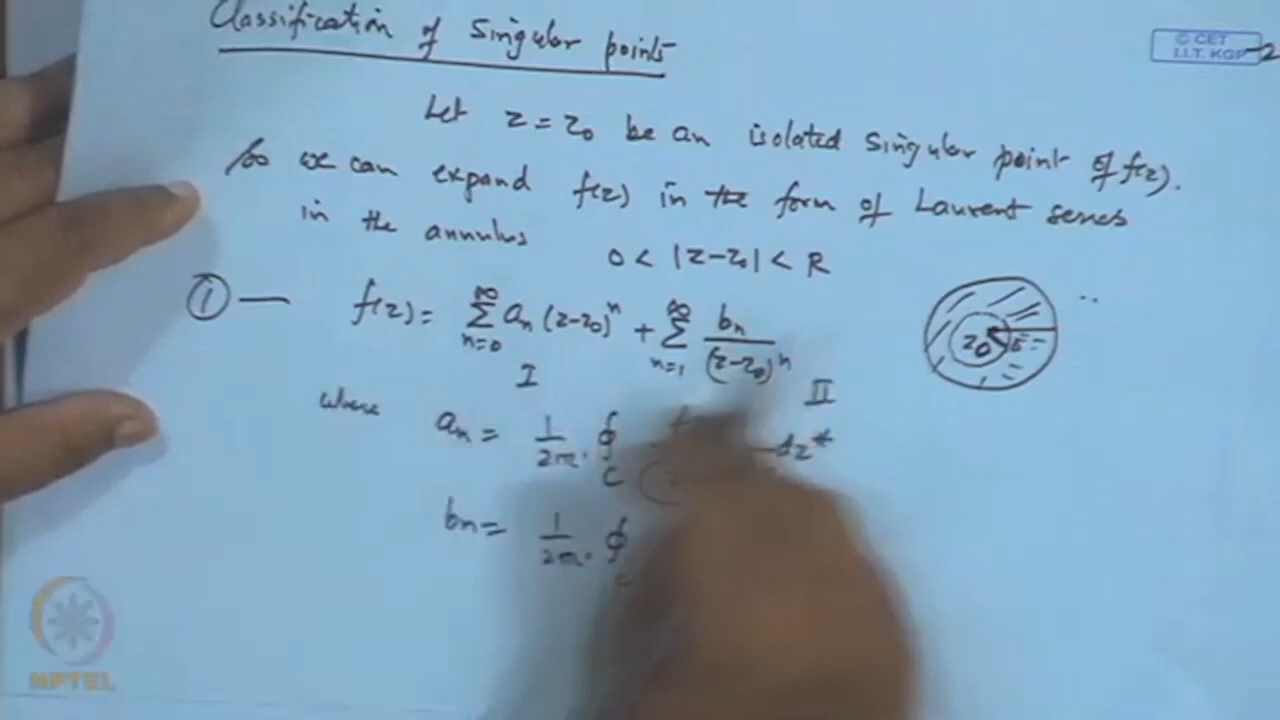 Classification of Singular points
© CET
I.I.T. KGP
Let z = z₀ be an isolated singular point of f(z).
So we can expand f(z) in the form of Laurent series
in the annulus 0 < |z-z₀| < R
① — f(z) = ∑_{n=0}^{∞} aₙ (z-z₀)ⁿ + ∑_{n=1}^{∞} bₙ/(z-z₀)ⁿ
I II
z₀
where aₙ = 1/2πi ∮_C dz*
bₙ = 1/2πi ∮_C
NPTEL